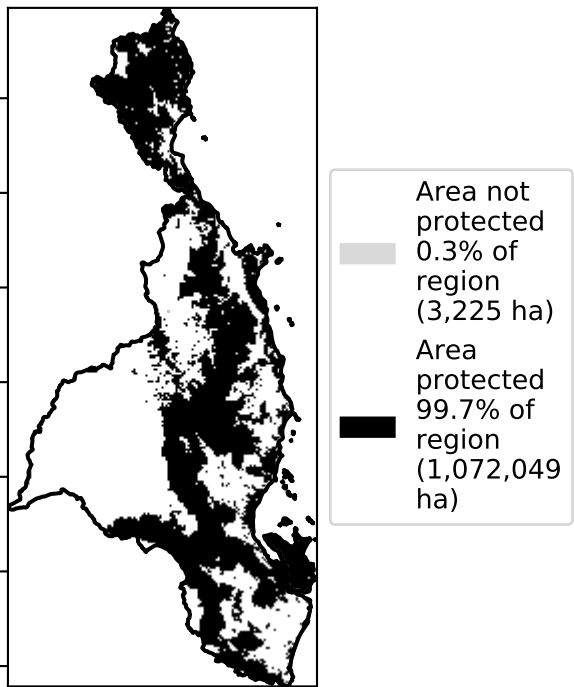 Area not
protected
0.3% of
region
(3,225 ha)
Area
protected
99.7% of
region
(1,072,049
ha)